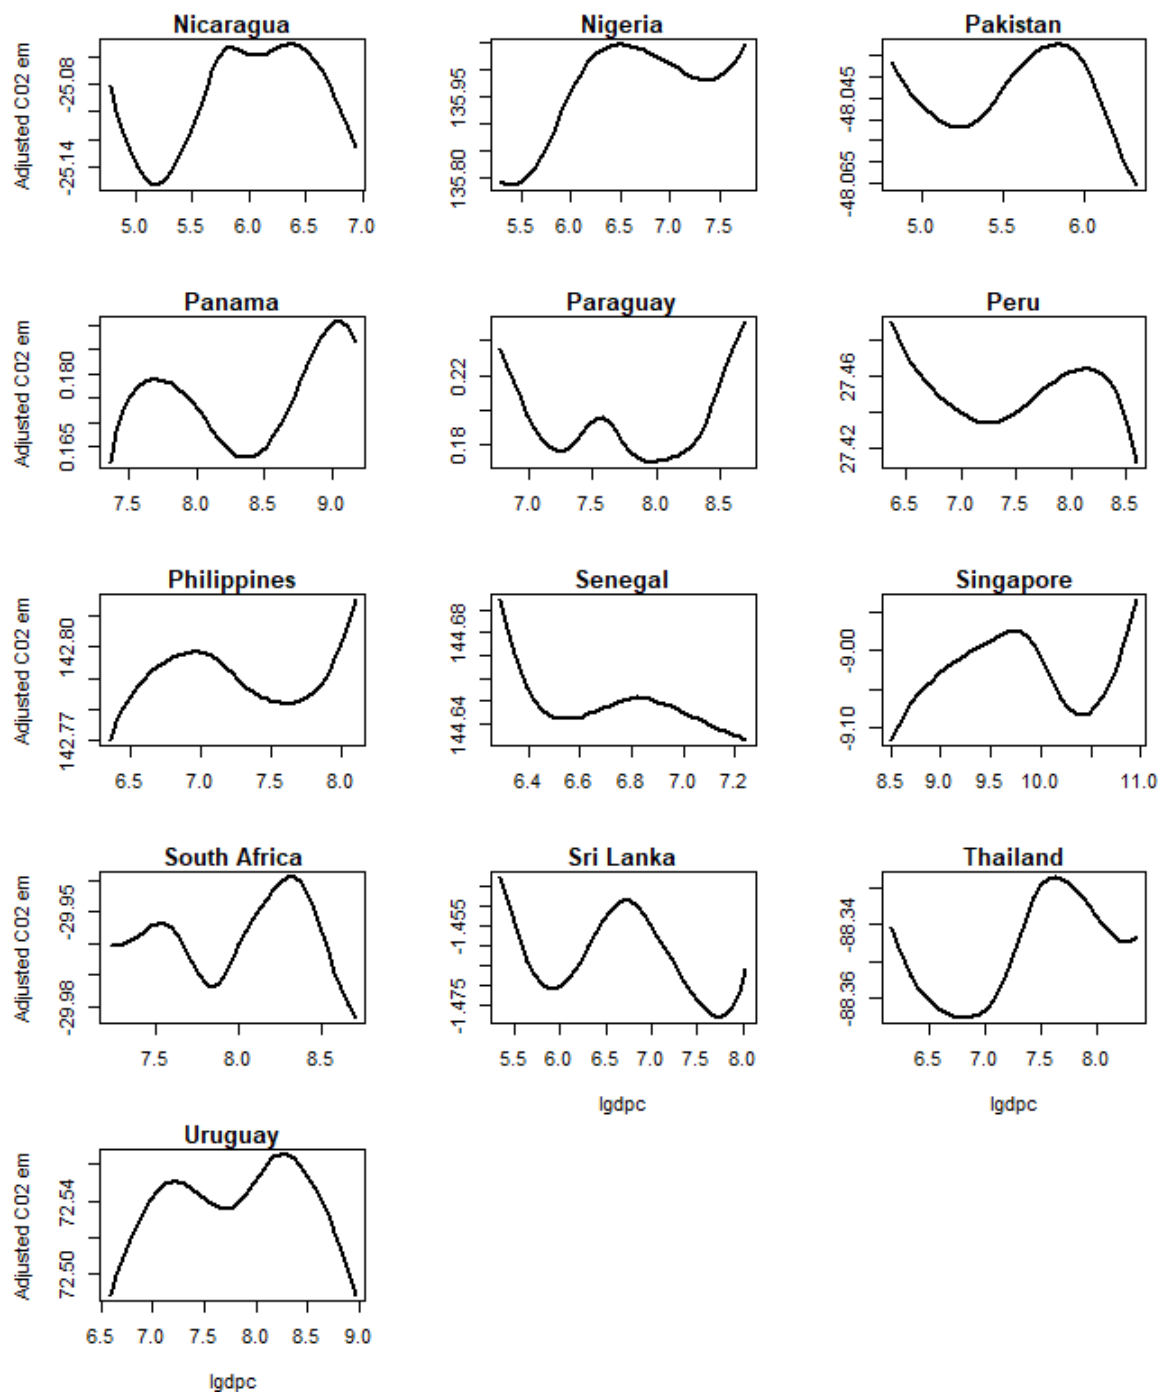 Nicaragua Nigeria Pakistan
Adjusted C02 em
-25.14 -25.08
135.80 135.95
-48.065 -48.045
5.0 5.5 6.0 6.5 7.0
5.5 6.0 6.5 7.0 7.5
5.0 5.5 6.0
Panama Paraguay Peru
Adjusted C02 em
0.165 0.180
0.18 0.22
27.42 27.46
7.5 8.0 8.5 9.0
7.0 7.5 8.0 8.5
6.5 7.0 7.5 8.0 8.5
Philippines Senegal Singapore
Adjusted C02 em
142.77 142.80
144.64 144.68
-9.10 -9.00
6.5 7.0 7.5 8.0
6.4 6.6 6.8 7.0 7.2
8.5 9.0 9.5 10.0 11.0
South Africa Sri Lanka Thailand
Adjusted C02 em
-29.98 -29.95
-1.475 -1.455
-88.36 -88.34
7.5 8.0 8.5
5.5 6.0 6.5 7.0 7.5 8.0
6.5 7.0 7.5 8.0
lgdpc lgdpc
Uruguay
Adjusted C02 em
72.50 72.54
6.5 7.0 7.5 8.0 8.5 9.0
lgdpc